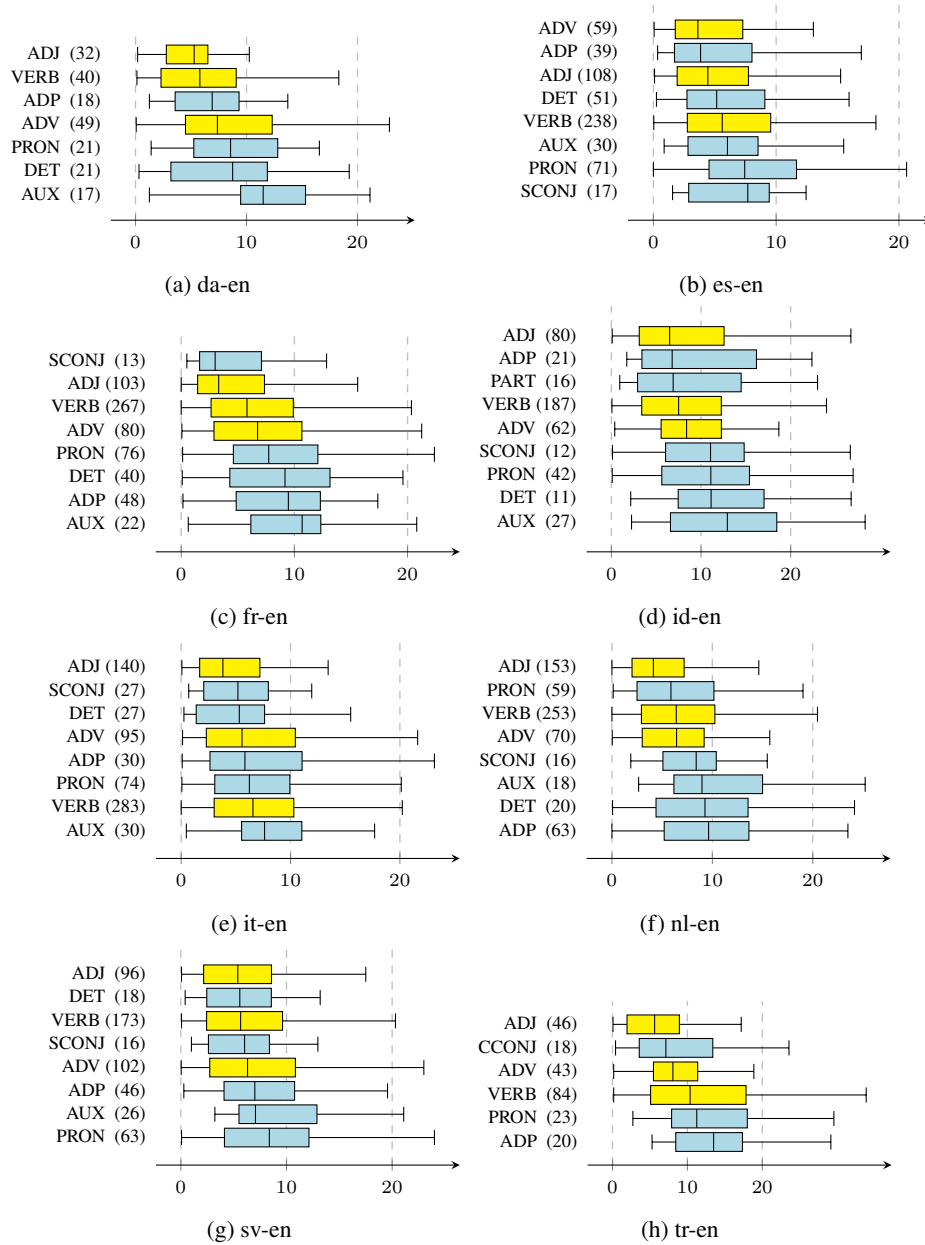 ADJ (32)
VERB (40)
ADP (18)
ADV (49)
PRON (21)
DET (21)
AUX (17)
0 10 20
(a) da-en
ADV (59)
ADP (39)
ADJ (108)
DET (51)
VERB (238)
AUX (30)
PRON (71)
SCONJ (17)
0 10 20
(b) es-en
SCONJ (13)
ADJ (103)
VERB (267)
ADV (80)
PRON (76)
DET (40)
ADP (48)
AUX (22)
0 10 20
(c) fr-en
ADJ (80)
ADP (21)
PART (16)
VERB (187)
ADV (62)
SCONJ (12)
PRON (42)
DET (11)
AUX (27)
0 10 20
(d) id-en
ADJ (140)
SCONJ (27)
DET (27)
ADV (95)
ADP (30)
PRON (74)
VERB (283)
AUX (30)
0 10 20
(e) it-en
ADJ (153)
PRON (59)
VERB (253)
ADV (70)
SCONJ (16)
AUX (18)
DET (20)
ADP (63)
0 10 20
(f) nl-en
ADJ (96)
DET (18)
VERB (173)
SCONJ (16)
ADV (102)
ADP (46)
AUX (26)
PRON (63)
0 10 20
(g) sv-en
ADJ (46)
CCONJ (18)
ADV (43)
VERB (84)
PRON (23)
ADP (20)
0 10 20
(h) tr-en